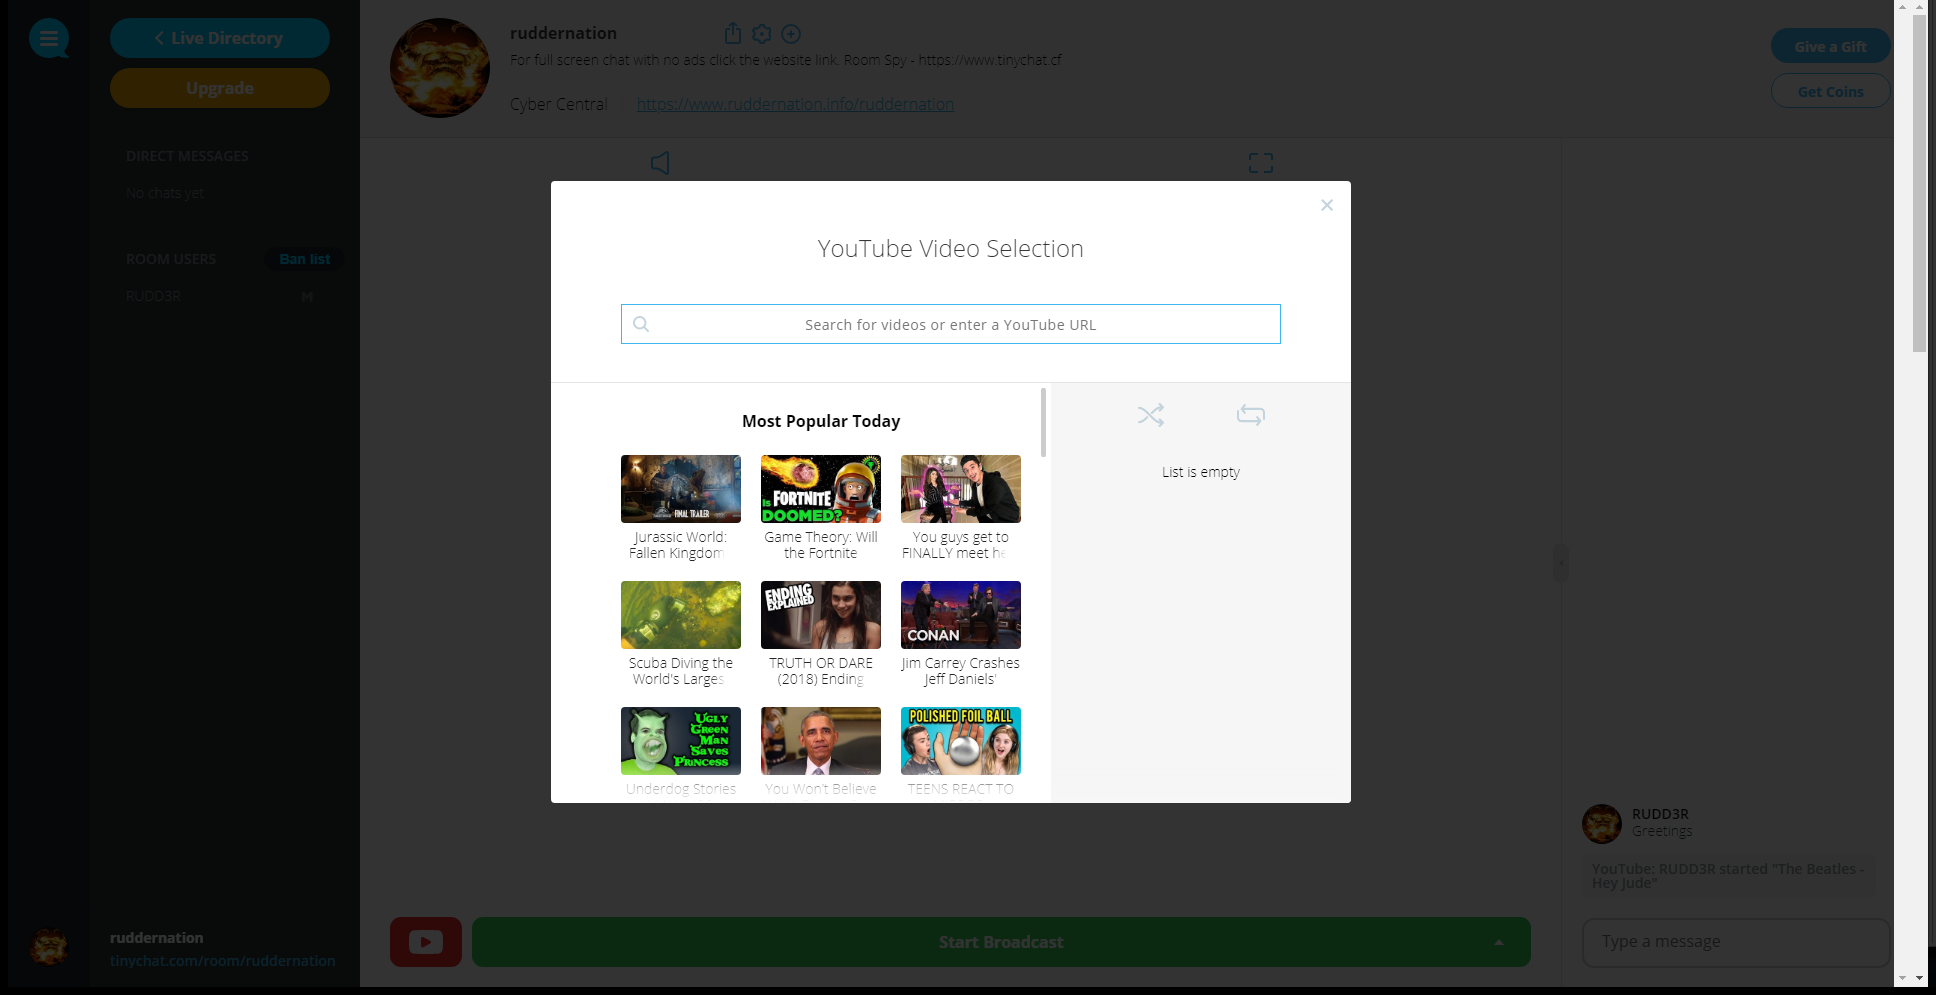 Live Directory
Upgrade
DIRECT MESSAGES
No chats yet
ROOM USERS
Ban list
RUDD3R
ruddernation
tinychat.com/room/ruddernation
ruddernation
For full screen chat with no ads click the website link. Room Spy - https://www.tinychat.cf
Cyber Central
https://www.ruddernation.info/ruddernation
Give a Gift
Get Coins
YouTube Video Selection
Search for videos or enter a YouTube URL
Most Popular Today
FINAL TRAILER
Jurassic World:
Fallen Kingdom
IS FORTNITE
DOOMED?
Game Theory: Will
the Fortnite
You guys get to
FINALLY meet he
Scuba Diving the
World's Larges
ENDING
EXPLAINED
TRUTH OR DARE
(2018) Ending
CONAN
Jim Carrey Crashes
Jeff Daniels'
UGLY
GREEN
MAN
SAVES
PRINCESS
Underdog Stories
You Won't Believe
POLISHED FOIL BALL
TEENS REACT TO
List is empty
RUDD3R
Greetings
YouTube: RUDD3R started "The Beatles -
Hey Jude"
Start Broadcast
Type a message